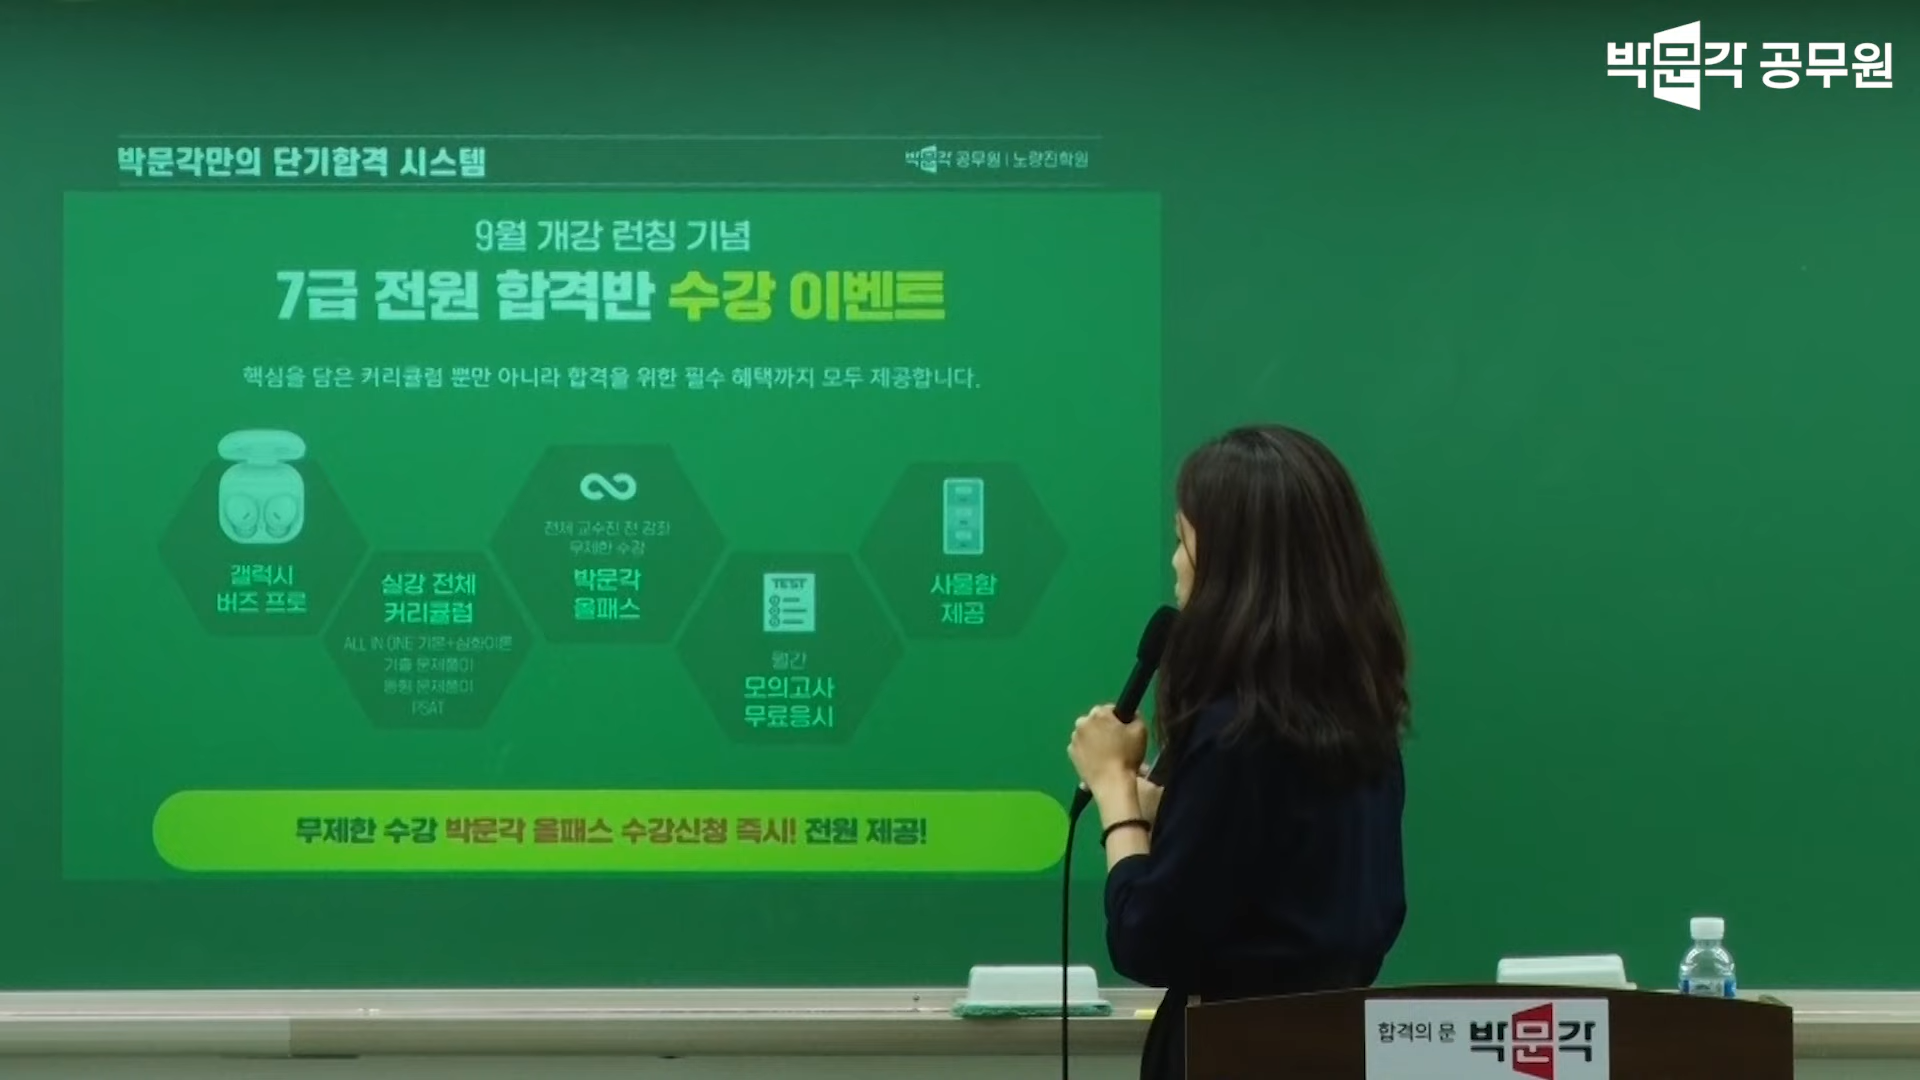 박문각 공무원
박문각만의 단기합격 시스템
박문각 공무원 | 노량진학원
9월 개강 런칭 기념
7급 전원 합격반 수강 이벤트
핵심을 담은 커리큘럼 뿐만 아니라 합격을 위한 필수 혜택까지 모두 제공합니다.
갤럭시
버즈 프로
실강 전체
커리큘럼
ALL IN ONE 기본+심화이론
기출 문제풀이
동형 문제풀이
PSAT
전체 교수진 전 강좌
무제한 수강
박문각
올패스
TEST
월간
모의고사
무료응시
사물함
제공
무제한 수강 박문각 올패스 수강신청 즉시! 전원 제공!
합격의 문 박문각